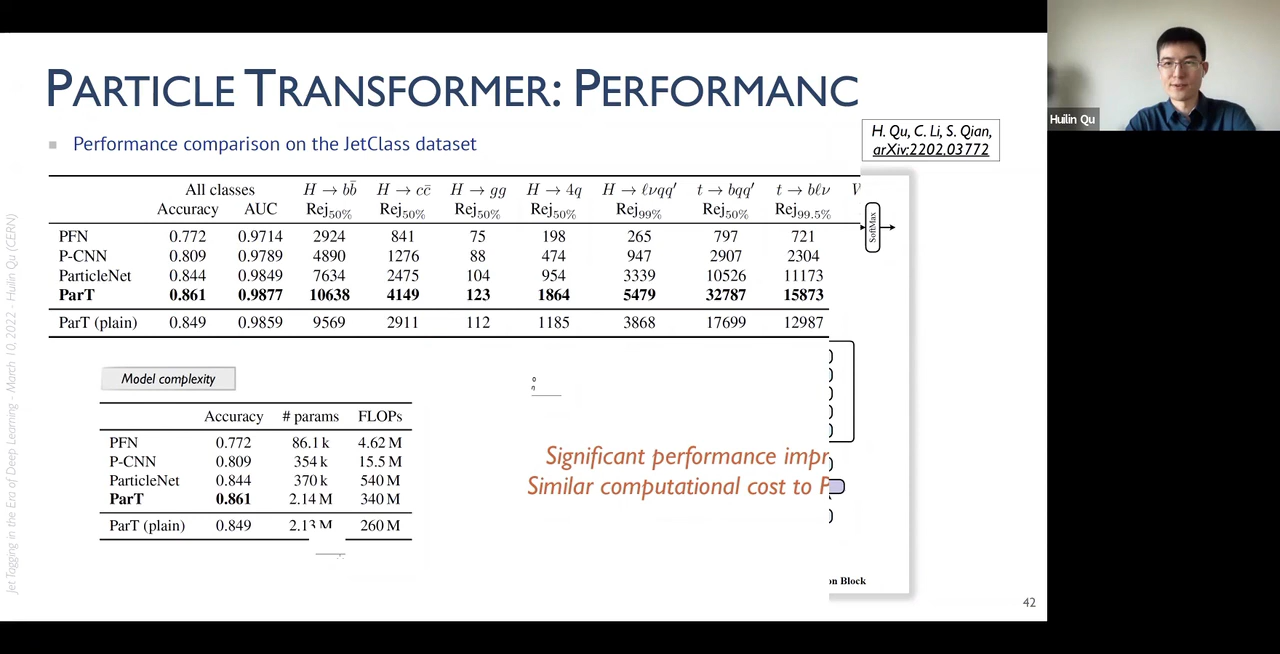 PARTICLE TRANSFORMER: PERFORMANC
Performance comparison on the JetClass dataset
H. Qu, C. Li, S. Qian,
arXiv:2202.03772
All classes H → bb̄ H → cc̄ H → gg H → 4q H → ℓνqq′ t → bqq′ t → bℓν
Accuracy AUC Rej50% Rej50% Rej50% Rej50% Rej99% Rej50% Rej99.5%
PFN 0.772 0.9714 2924 841 75 198 265 797 721
P-CNN 0.809 0.9789 4890 1276 88 474 947 2907 2304
ParticleNet 0.844 0.9849 7634 2475 104 954 3339 10526 11173
ParT 0.861 0.9877 10638 4149 123 1864 5479 32787 15873
ParT (plain) 0.849 0.9859 9569 2911 112 1185 3868 17699 12987
SoftMax
Model complexity
Accuracy # params FLOPs
PFN 0.772 86.1 k 4.62 M
P-CNN 0.809 354 k 15.5 M
ParticleNet 0.844 370 k 540 M
ParT 0.861 2.14 M 340 M
ParT (plain) 0.849 2.13 M 260 M
Significant performance impr
Similar computational cost to P
on Block
42
Jet Tagging in the Era of Deep Learning - March 10, 2022 - Huilin Qu (CERN)
Huilin Qu